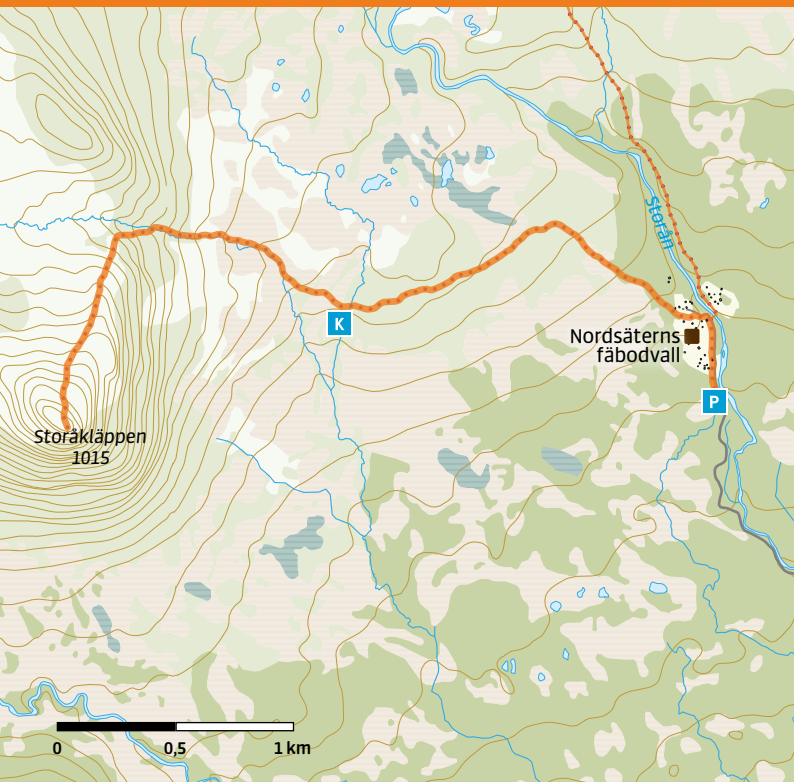 Storån
K
Nordsäterns
fäbodvall
P
Storåkläppen
1015
0 0,5 1 km